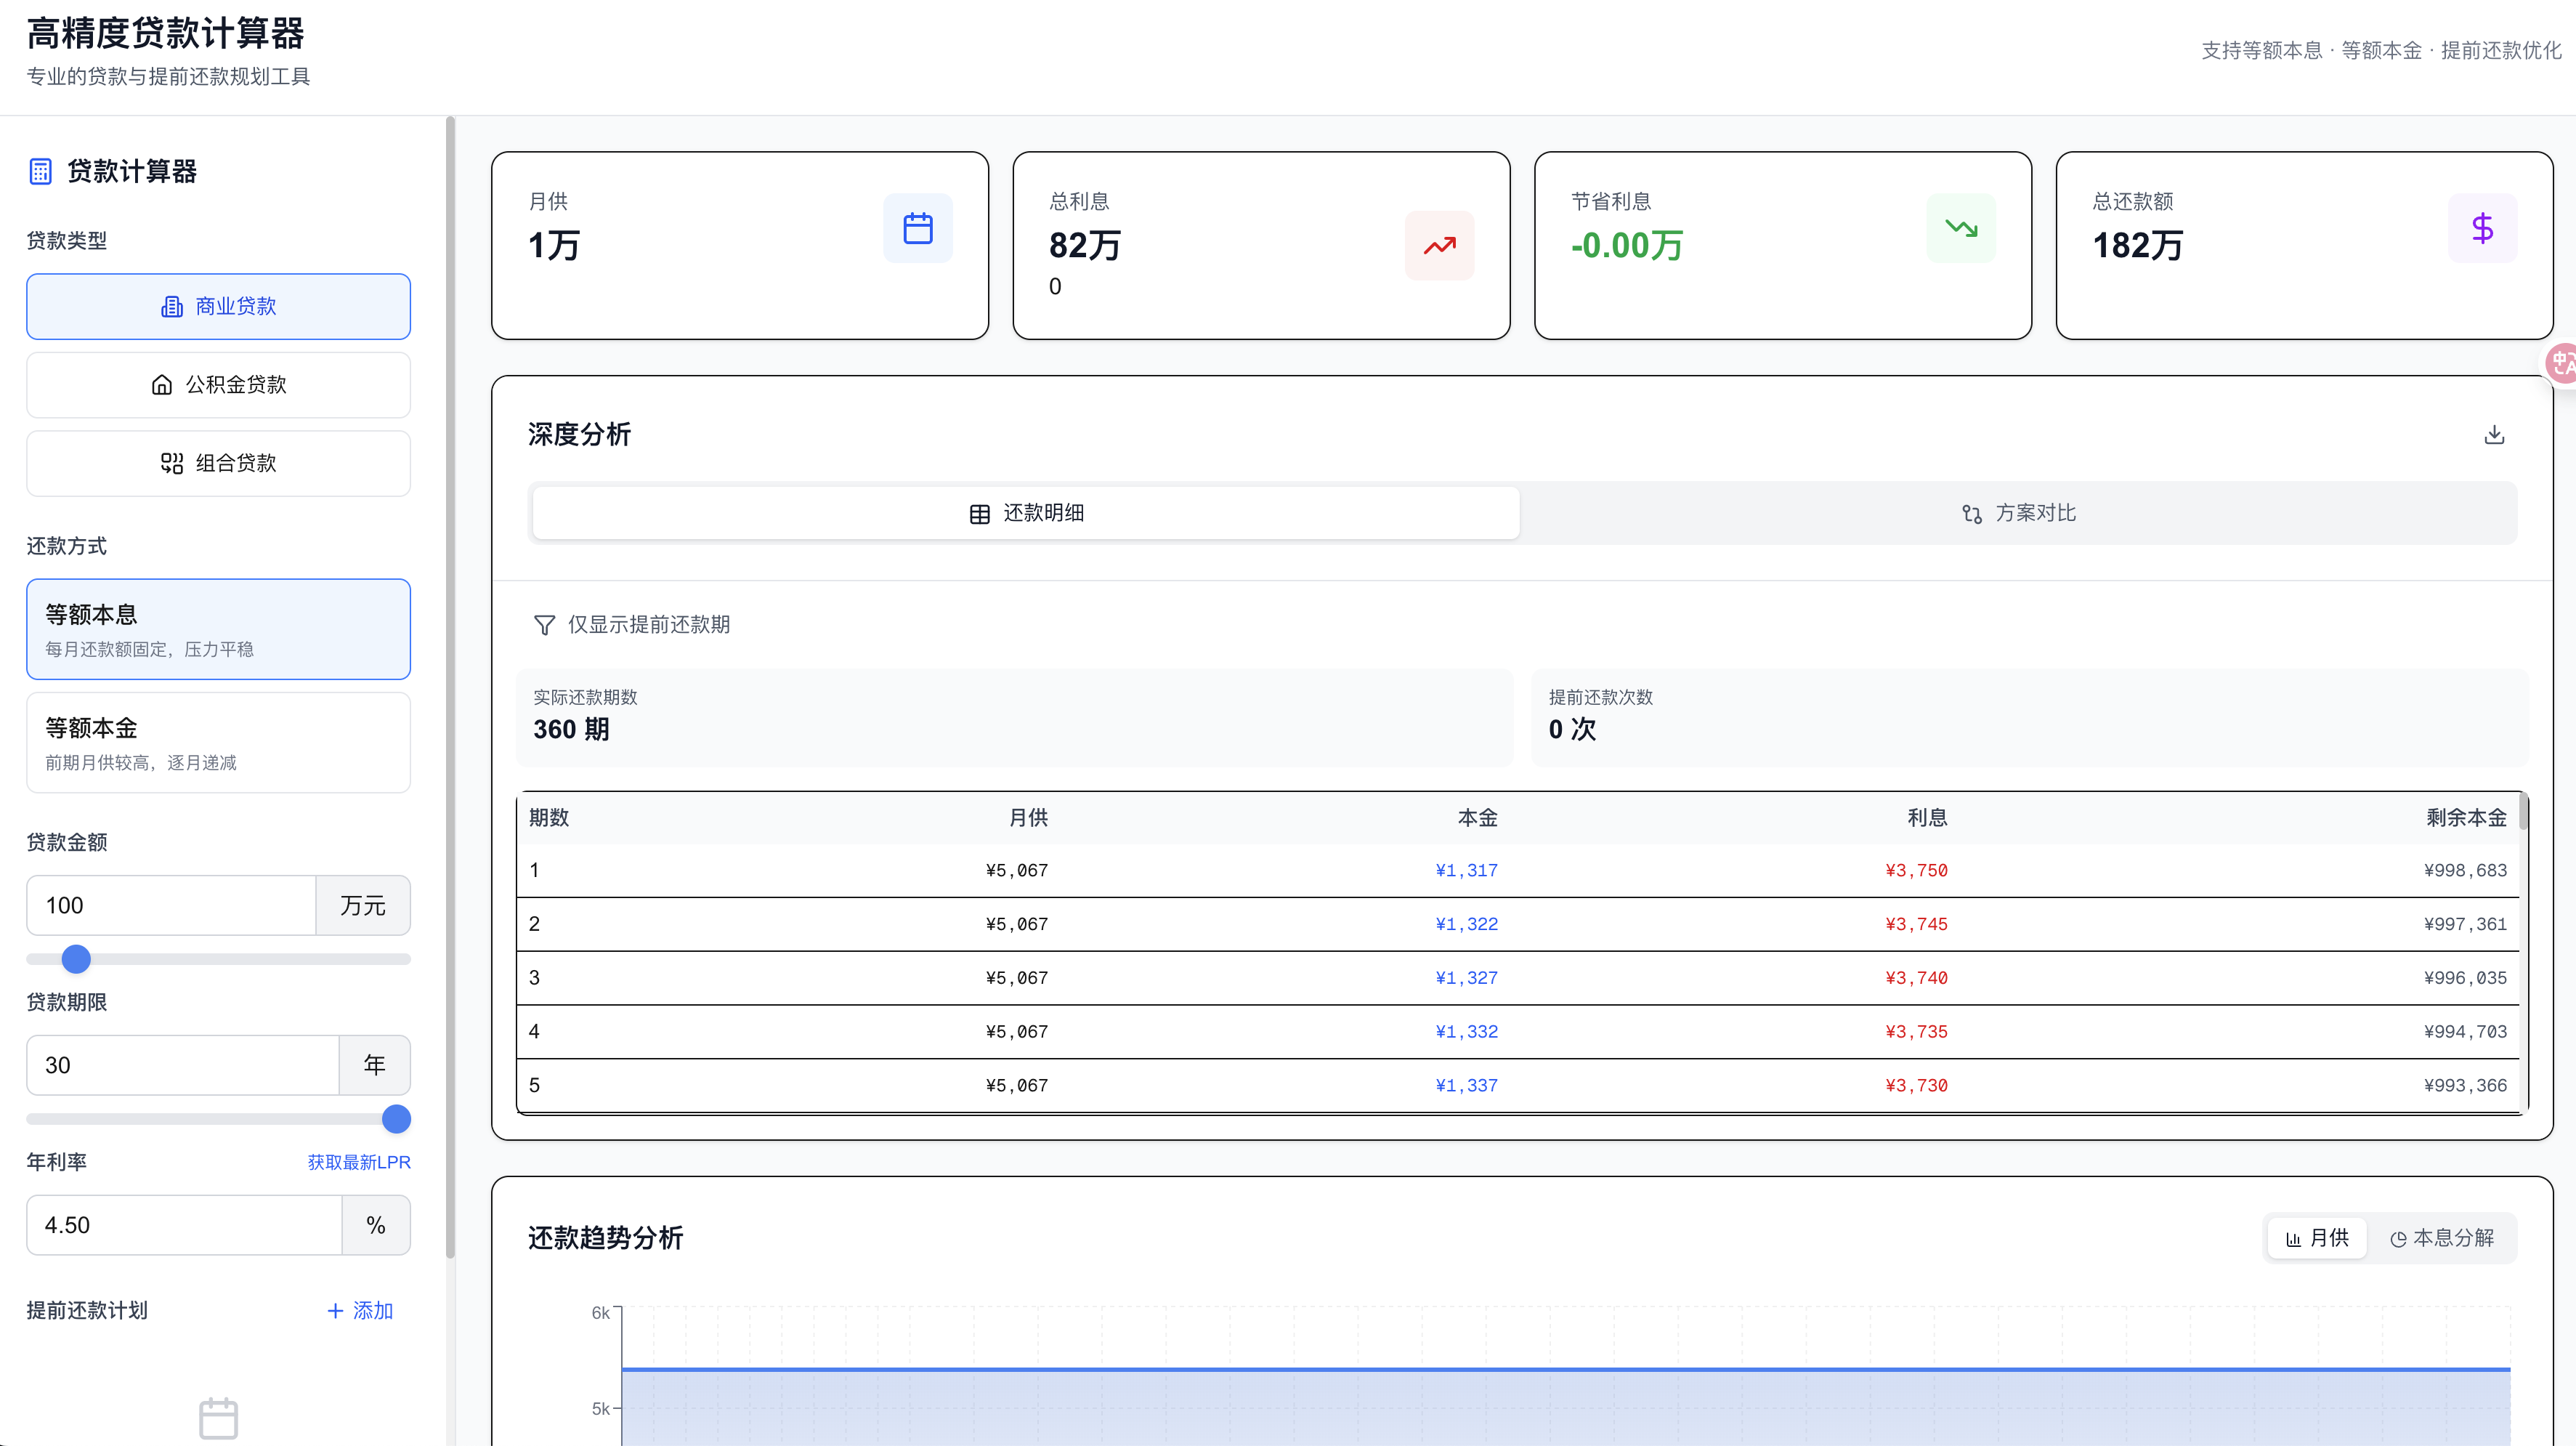 高精度贷款计算器
专业的贷款与提前还款规划工具
支持等额本息 · 等额本金 · 提前还款优化
贷款计算器
贷款类型
商业贷款
公积金贷款
组合贷款
还款方式
等额本息
每月还款额固定，压力平稳
等额本金
前期月供较高，逐月递减
贷款金额
100 万元
贷款期限
30 年
年利率 获取最新LPR
4.50 %
提前还款计划 + 添加
月供
1万
总利息
82万
0
节省利息
-0.00万
总还款额
182万
深度分析
还款明细 方案对比
仅显示提前还款期
实际还款期数
360 期
提前还款次数
0 次
期数 月供 本金 利息 剩余本金
1 ¥5,067 ¥1,317 ¥3,750 ¥998,683
2 ¥5,067 ¥1,322 ¥3,745 ¥997,361
3 ¥5,067 ¥1,327 ¥3,740 ¥996,035
4 ¥5,067 ¥1,332 ¥3,735 ¥994,703
5 ¥5,067 ¥1,337 ¥3,730 ¥993,366
还款趋势分析
月供 本息分解
6k
5k